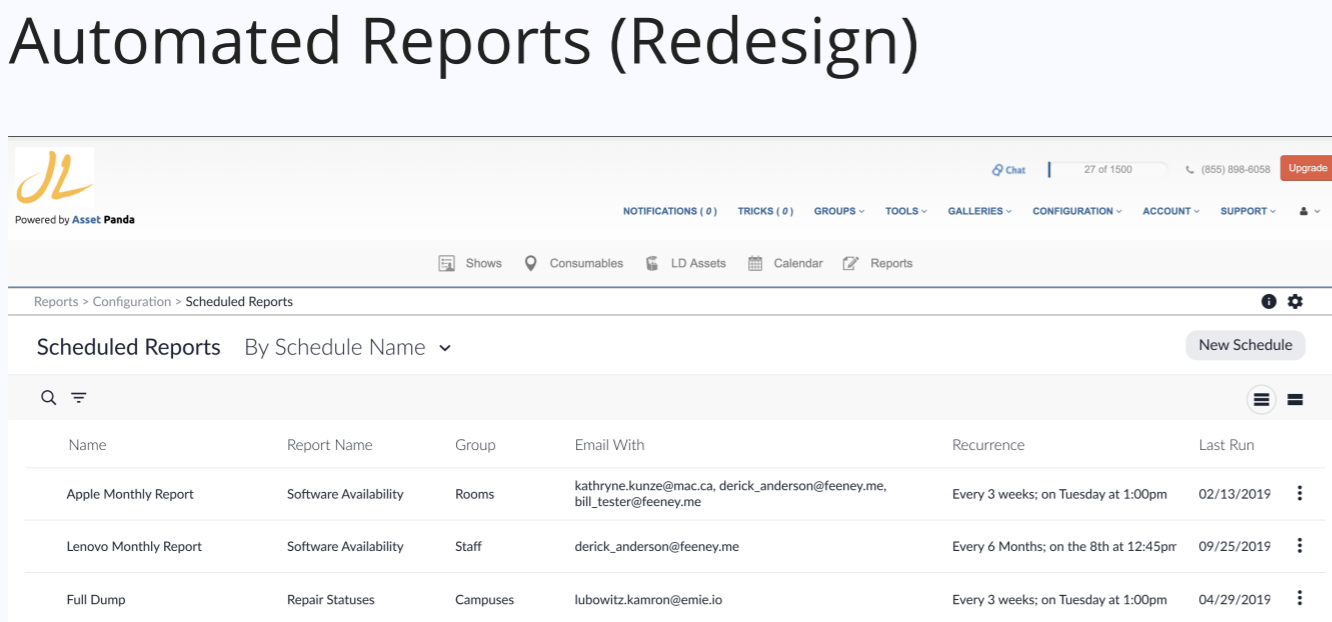 Automated Reports (Redesign)
JL
Chat 27 of 1500 (855) 898-6058 Upgrade
Powered by Asset Panda
NOTIFICATIONS ( 0 ) TRICKS ( 0 ) GROUPS TOOLS GALLERIES CONFIGURATION ACCOUNT SUPPORT
Shows Consumables LD Assets Calendar Reports
Reports > Configuration > Scheduled Reports
Scheduled Reports By Schedule Name New Schedule
Name Report Name Group Email With Recurrence Last Run
Apple Monthly Report Software Availability Rooms kathryne.kunze@mac.ca, derick_anderson@feeney.me, Every 3 weeks; on Tuesday at 1:00pm 02/13/2019
bill_tester@feeney.me
Lenovo Monthly Report Software Availability Staff derick_anderson@feeney.me Every 6 Months; on the 8th at 12:45pm 09/25/2019
Full Dump Repair Statuses Campuses lubowitz.kamron@emie.io Every 3 weeks; on Tuesday at 1:00pm 04/29/2019